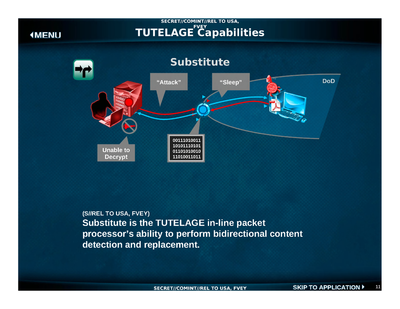 SECRET//COMINT//REL TO USA,
FVEY
MENU
TUTELAGE Capabilities
Substitute
"Attack"
"Sleep"
DoD
00111010011
10101110101
01101010010
11010011011
Unable to
Decrypt
(S//REL TO USA, FVEY)
Substitute is the TUTELAGE in-line packet
processor's ability to perform bidirectional content
detection and replacement.
SECRET//COMINT//REL TO USA, FVEY
SKIP TO APPLICATION
11